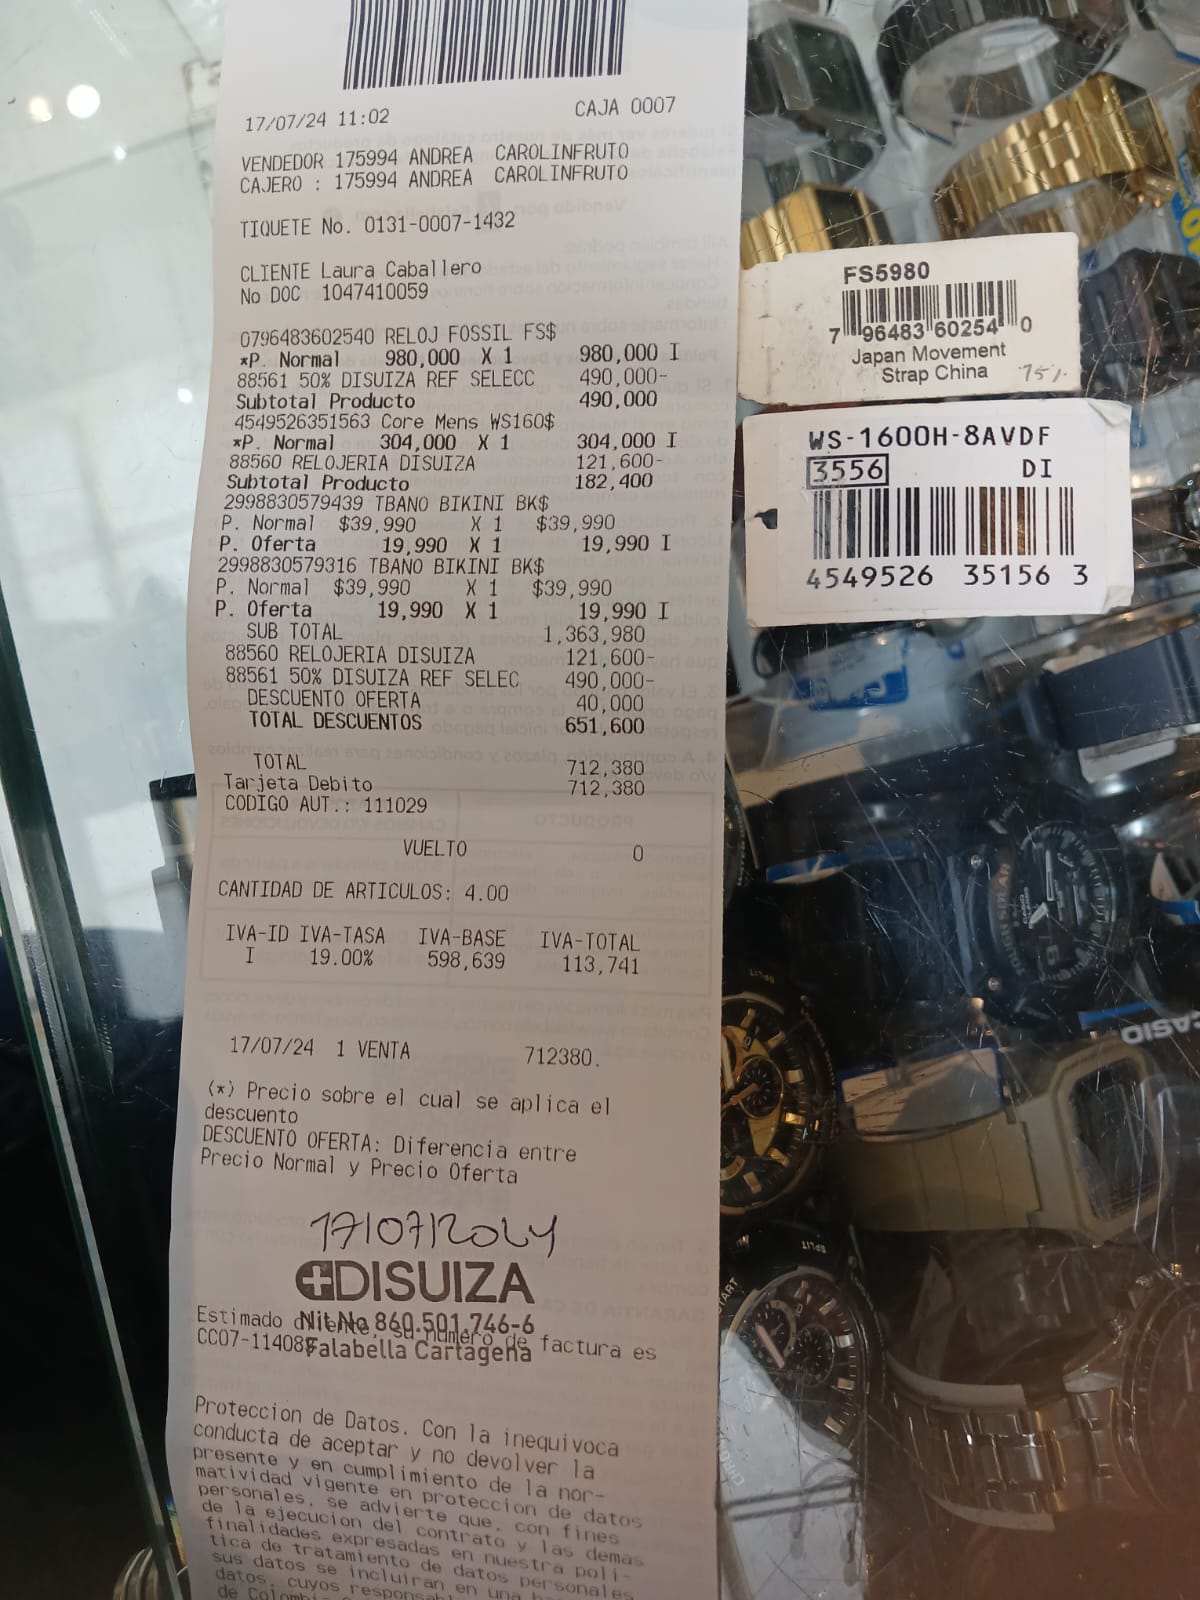 17/07/24 11:02 CAJA 0007
VENDEDOR 175994 ANDREA CAROLINFRUTO
CAJERO : 175994 ANDREA CAROLINFRUTO
TIQUETE No. 0131-0007-1432
CLIENTE Laura Caballero
No DOC 1047410059
0796483602540 RELOJ FOSSIL FS$
*P. Normal 980,000 X 1 980,000 I
88561 50% DISUIZA REF SELECC 490,000-
Subtotal Producto 490,000
4549526351563 Core Mens WS160$
*P. Normal 304,000 X 1 304,000 I
88560 RELOJERIA DISUIZA 121,600-
Subtotal Producto 182,400
2998830579439 TBANO BIKINI BK$
P. Normal $39,990 X 1 $39,990
P. Oferta 19,990 X 1 19,990 I
2998830579316 TBANO BIKINI BK$
P. Normal $39,990 X 1 $39,990
P. Oferta 19,990 X 1 19,990 I
SUB TOTAL 1,363,980
88560 RELOJERIA DISUIZA 121,600-
88561 50% DISUIZA REF SELEC 490,000-
DESCUENTO OFERTA 40,000
TOTAL DESCUENTOS 651,600
TOTAL 712,380
Tarjeta Debito 712,380
CODIGO AUT.: 111029
VUELTO 0
CANTIDAD DE ARTICULOS: 4.00
IVA-ID IVA-TASA IVA-BASE IVA-TOTAL
I 19.00% 598,639 113,741
17/07/24 1 VENTA 712380.
(*) Precio sobre el cual se aplica el
descuento
DESCUENTO OFERTA: Diferencia entre
Precio Normal y Precio Oferta
17/07/2024
DISUIZA
Nit No 860.501.746-6
Falabella Cartagena
Estimado cliente, su numero de factura es
CC07-11408
Proteccion de Datos. Con la inequivoca
conducta de aceptar y no devolver la
presente y en cumplimiento de la nor-
matividad vigente en proteccion de datos
personales, se advierte que, con fines
de la ejecucion del contrato y las demas
finalidades expresadas en nuestra poli-
tica de tratamiento de datos personales
sus datos se incluiran en una
datos, cuyos
FS5980
7 96483 60254 0
Japan Movement
Strap China 75%
WS-1600H-8AVDF
3556 DI
4549526 35156 3
CASIO
TOUGH SOLAR
SPLIT
SPLIT
START